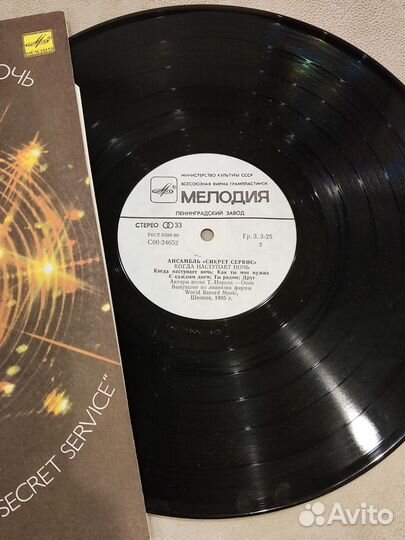 МЕЛОДИЯ
НОЧЬ
SECRET SERVICE"
МИНИСТЕРСТВО КУЛЬТУРЫ СССР
ВСЕСОЮЗНАЯ ФИРМА ГРАМПЛАСТИНОК
МЕЛОДИЯ
ЛЕНИНГРАДСКИЙ ЗАВОД
СТЕРЕО 33
ГОСТ 5289-80
С60-24652
Гр. 3. 3-25
2
АНСАМБЛЬ «СИКРЕТ СЕРВИС»
КОГДА НАСТУПАЕТ НОЧЬ
Когда наступает ночь; Как ты мне нужна
С каждым днем; Ты рядом; Друг
Авторы песен Т. Норелл — Осон
Выпущено по лицензии фирмы
World Record Music,
Швеция, 1985 г.
Avito